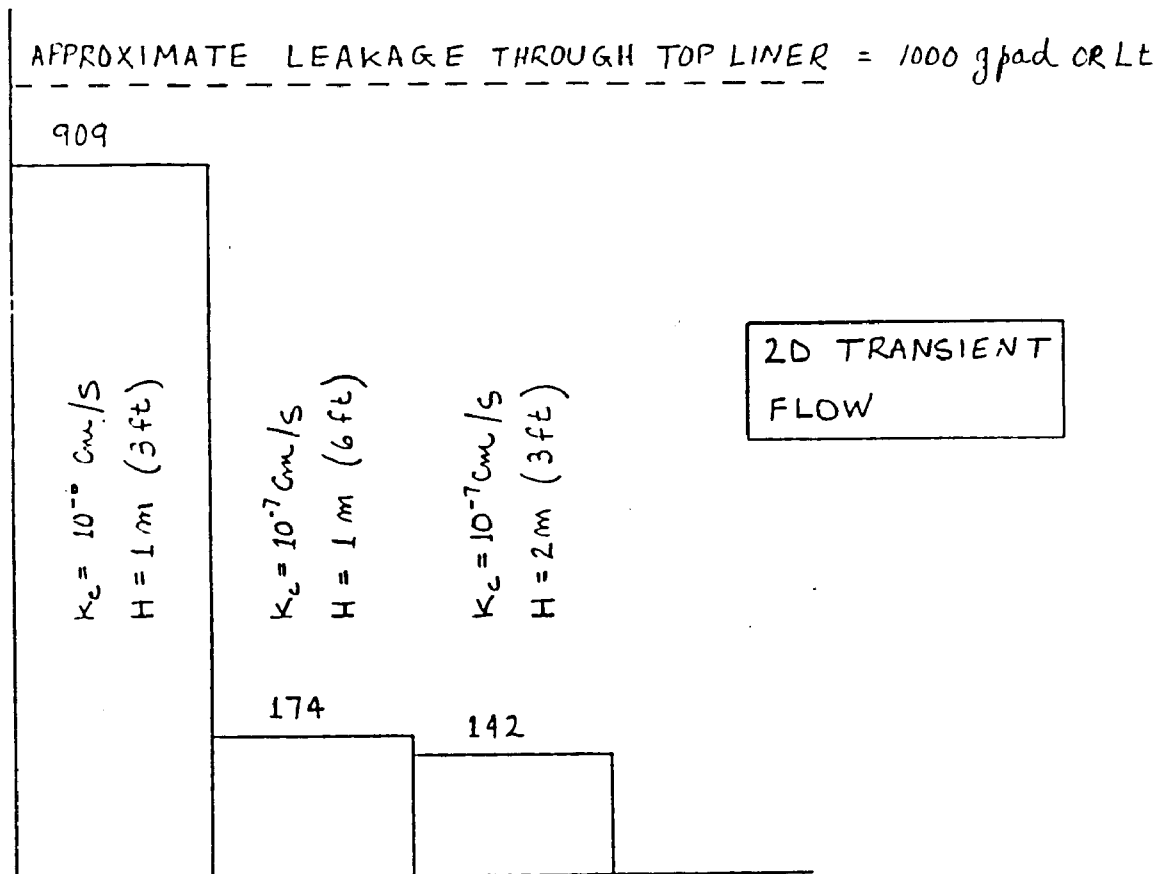 APPROXIMATE LEAKAGE THROUGH TOP LINER = 1000 gpad OR Lt
909
Kc = 10⁻⁶ cm/s
H = 1 m (3 ft)
Kc = 10⁻⁷ cm/s
H = 1 m (6 ft)
Kc = 10⁻⁷ cm/s
H = 2 m (3 ft)
2D TRANSIENT
FLOW
174
142